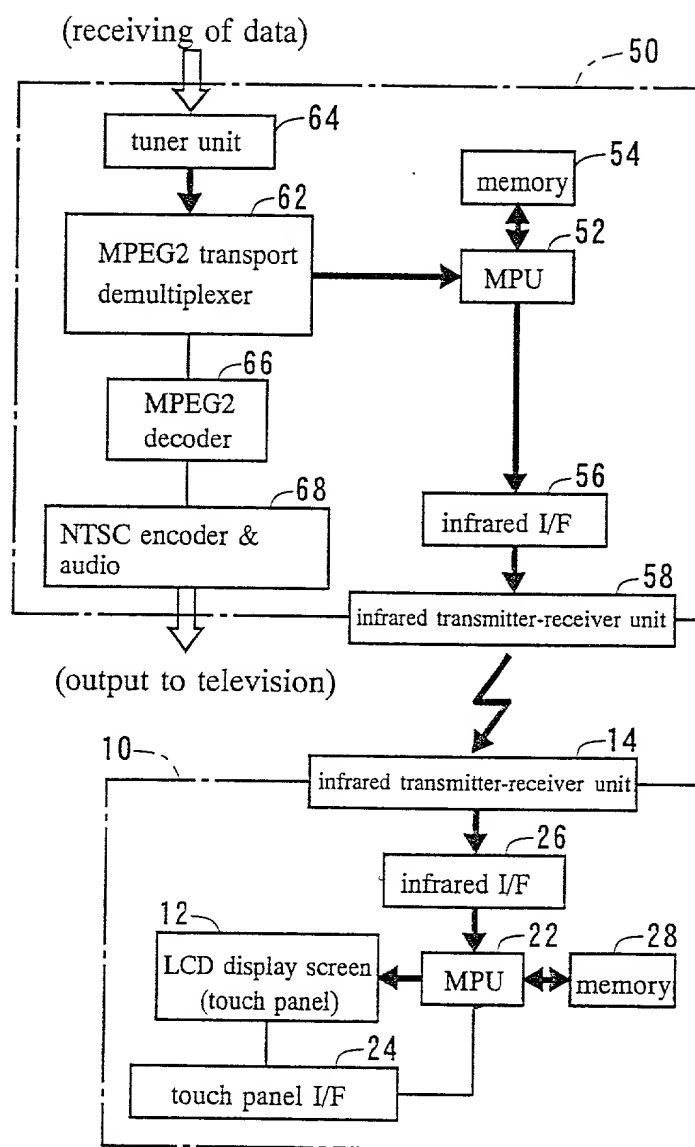 (receiving of data)
50
64
tuner unit
54
memory
62
MPEG2 transport
demultiplexer
52
MPU
66
MPEG2
decoder
56
infrared I/F
68
NTSC encoder &
audio
58
infrared transmitter-receiver unit
(output to television)
10
14
infrared transmitter-receiver unit
26
infrared I/F
12
LCD display screen
(touch panel)
22
MPU
28
memory
24
touch panel I/F